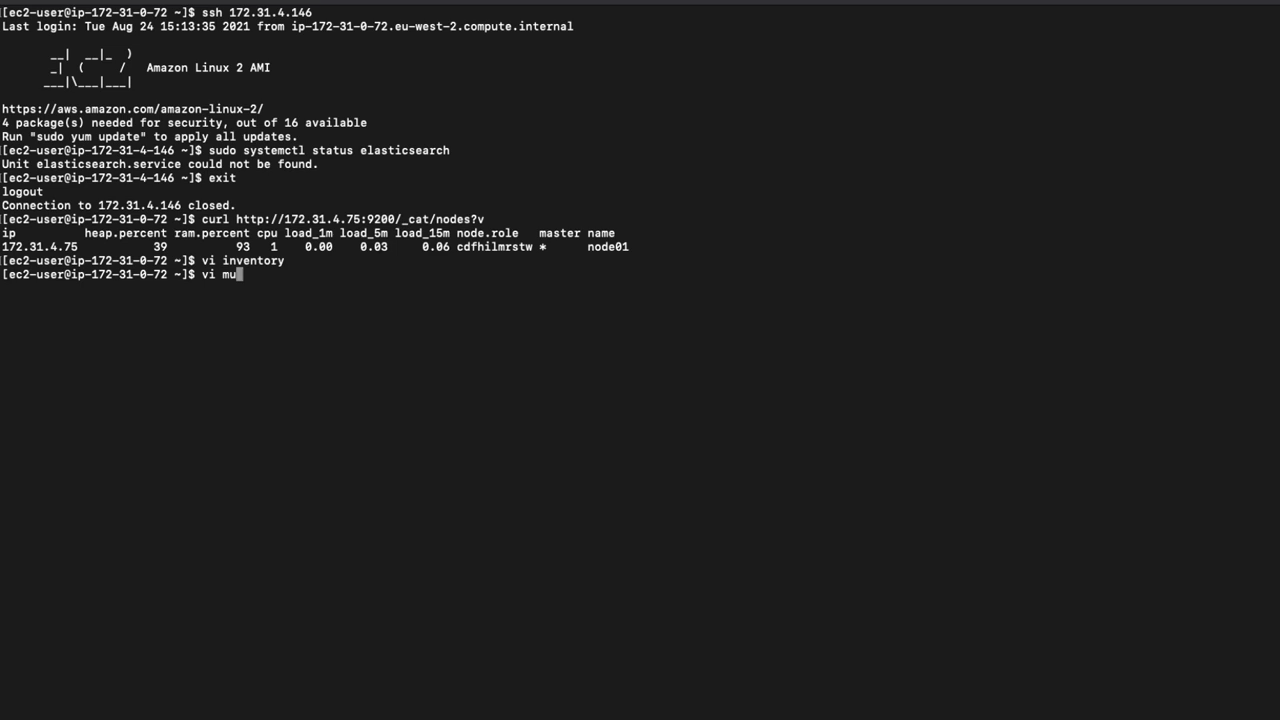 [ec2-user@ip-172-31-0-72 ~]$ ssh 172.31.4.146
Last login: Tue Aug 24 15:13:35 2021 from ip-172-31-0-72.eu-west-2.compute.internal
       __|  __|_  )
       _|  (     /   Amazon Linux 2 AMI
      ___|\___|___|
https://aws.amazon.com/amazon-linux-2/
4 package(s) needed for security, out of 16 available
Run "sudo yum update" to apply all updates.
[ec2-user@ip-172-31-4-146 ~]$ sudo systemctl status elasticsearch
Unit elasticsearch.service could not be found.
[ec2-user@ip-172-31-4-146 ~]$ exit
logout
Connection to 172.31.4.146 closed.
[ec2-user@ip-172-31-0-72 ~]$ curl http://172.31.4.75:9200/_cat/nodes?v
ip          heap.percent ram.percent cpu load_1m load_5m load_15m node.role   master name
172.31.4.75           39          93   1    0.00    0.03     0.06 cdfhilmrstw *      node01
[ec2-user@ip-172-31-0-72 ~]$ vi inventory
[ec2-user@ip-172-31-0-72 ~]$ vi mu